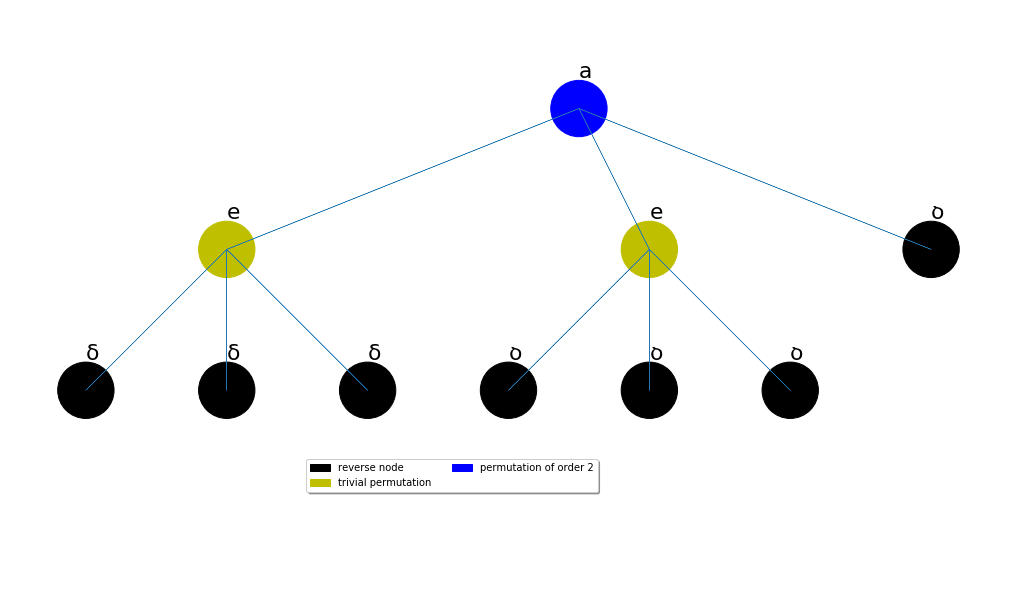 a
e e
δ δ δ
reverse node permutation of order 2
trivial permutation